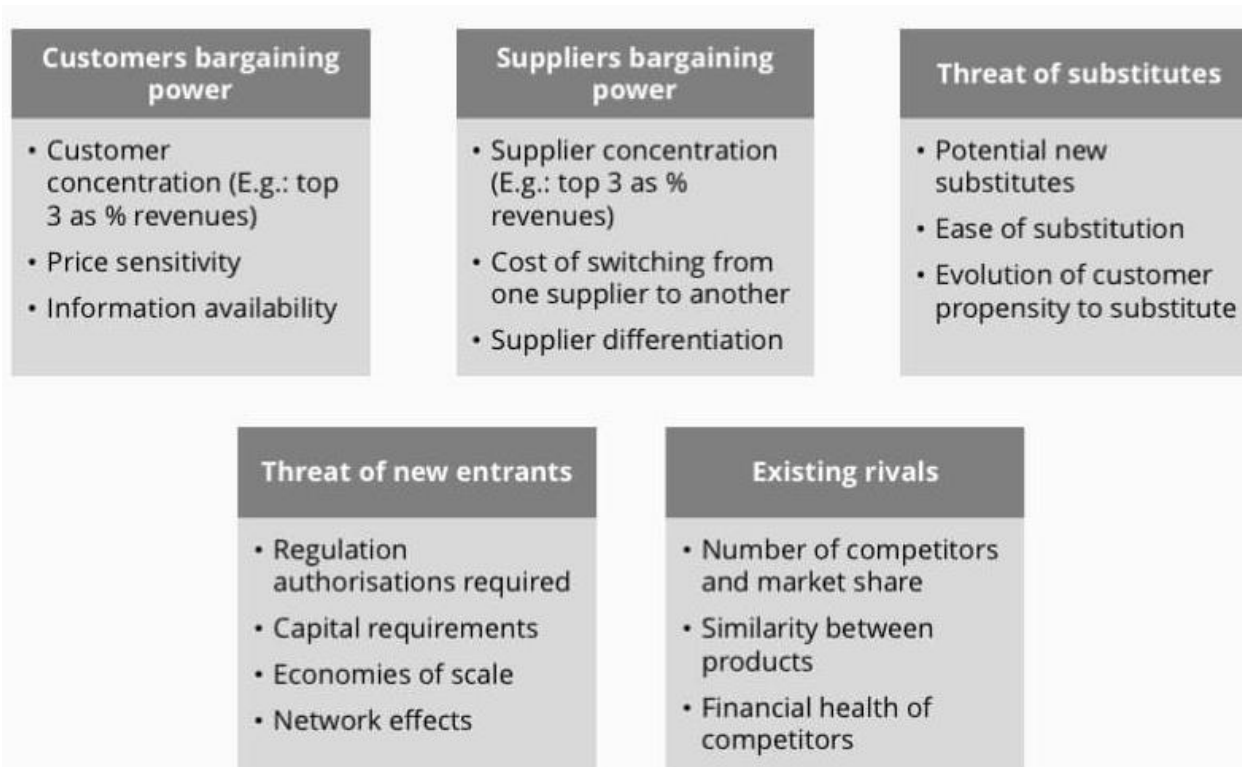 Customers bargaining
power
• Customer
concentration (E.g.: top
3 as % revenues)
• Price sensitivity
• Information availability
Suppliers bargaining
power
• Supplier concentration
(E.g.: top 3 as %
revenues)
• Cost of switching from
one supplier to another
• Supplier differentiation
Threat of substitutes
• Potential new
substitutes
• Ease of substitution
• Evolution of customer
propensity to substitute
Threat of new entrants
• Regulation
authorisations required
• Capital requirements
• Economies of scale
• Network effects
Existing rivals
• Number of competitors
and market share
• Similarity between
products
• Financial health of
competitors